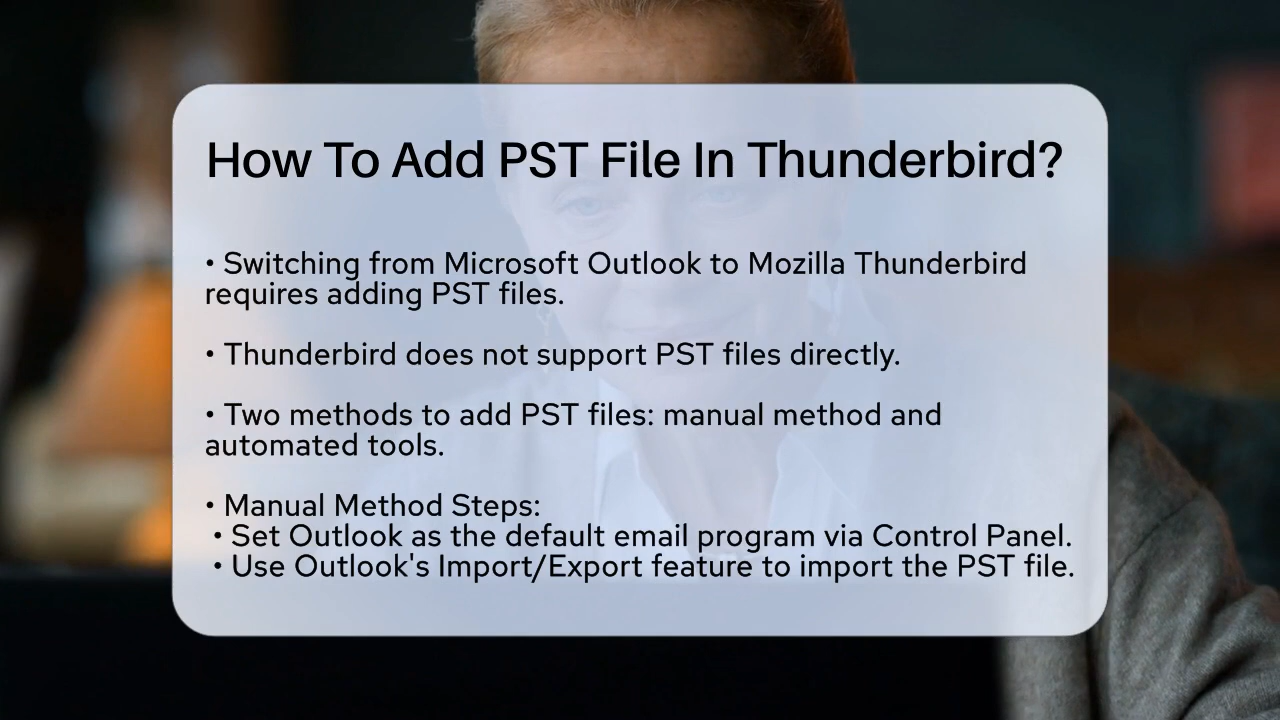 How To Add PST File In Thunderbird?
• Switching from Microsoft Outlook to Mozilla Thunderbird
requires adding PST files.
• Thunderbird does not support PST files directly.
• Two methods to add PST files: manual method and
automated tools.
• Manual Method Steps:
• Set Outlook as the default email program via Control Panel.
• Use Outlook's Import/Export feature to import the PST file.